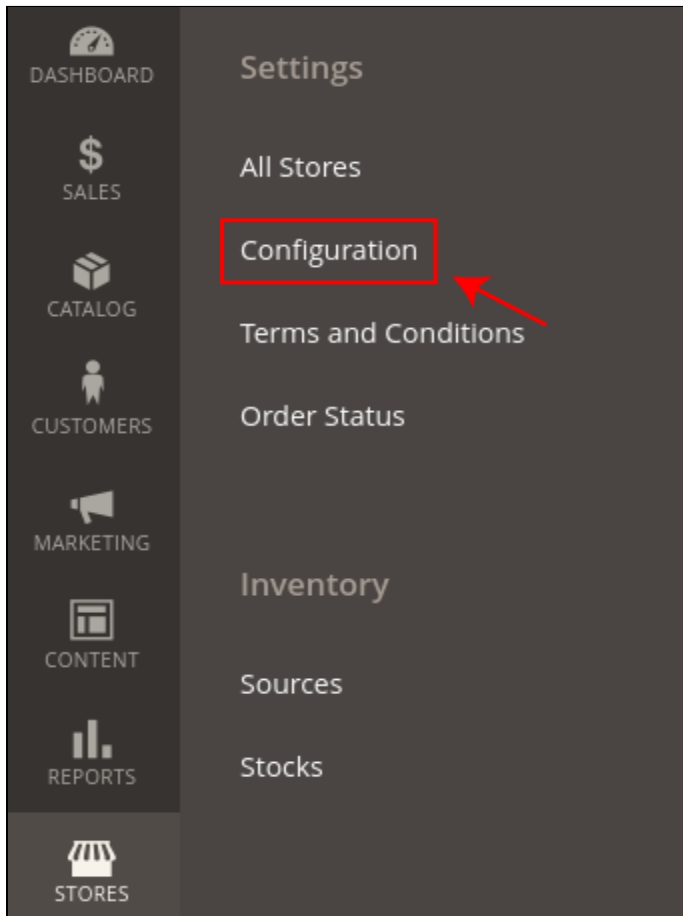 DASHBOARD
SALES
CATALOG
CUSTOMERS
MARKETING
CONTENT
REPORTS
STORES
Settings
All Stores
Configuration
Terms and Conditions
Order Status
Inventory
Sources
Stocks